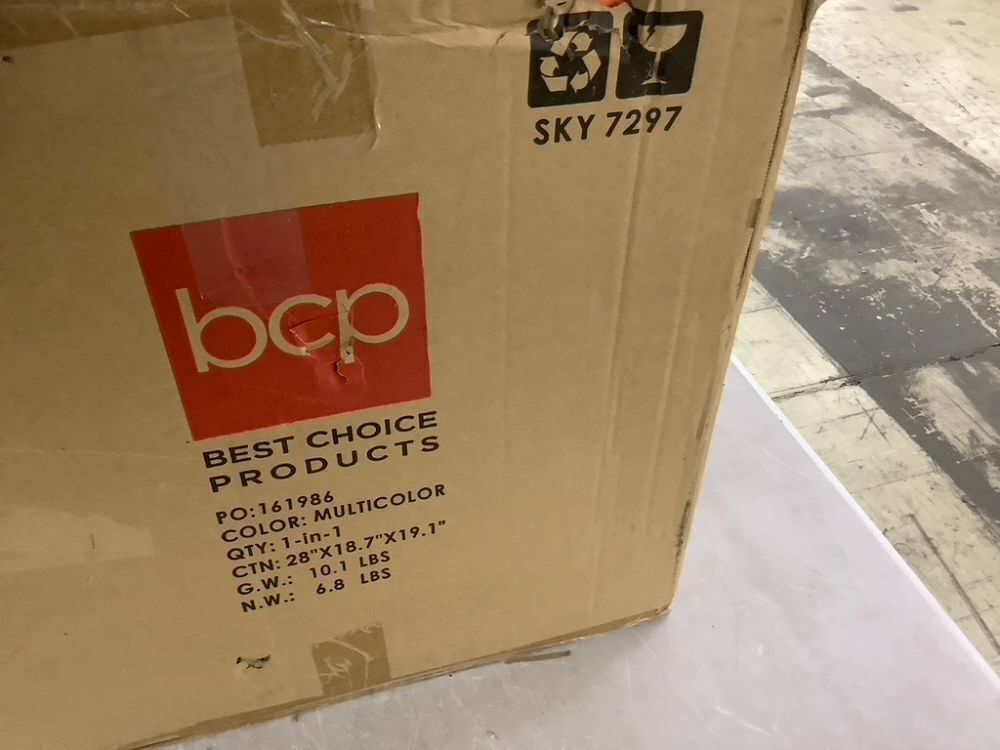 SKY 7297
bcp
BEST CHOICE
PRODUCTS
PO:161986
COLOR: MULTICOLOR
QTY: 1-in-1
CTN: 28"X18.7"X19.1"
G.W.: 10.1 LBS
N.W.: 6.8 LBS